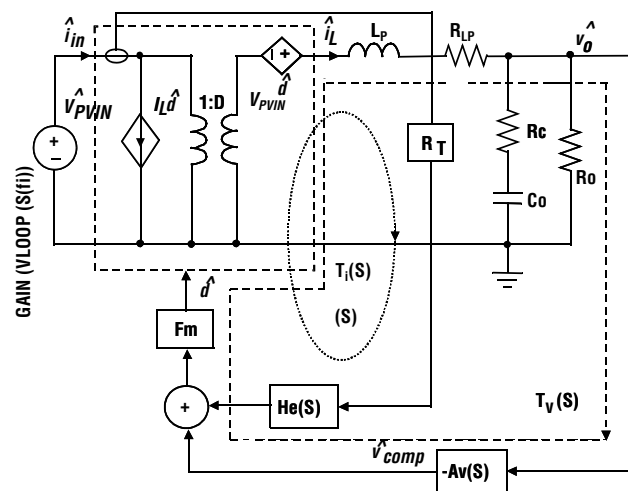 î_in
î_L
L_P
R_LP
v̂_o
V̂_PVIN
I_L d̂
1:D
V_PVIN d̂
R_T
Rc
Ro
Co
GAIN (VLOOP (S(fi))
T_i(S)
(S)
d̂
Fm
He(S)
T_v(S)
v̂_comp
-Av(S)
+
+
−
+